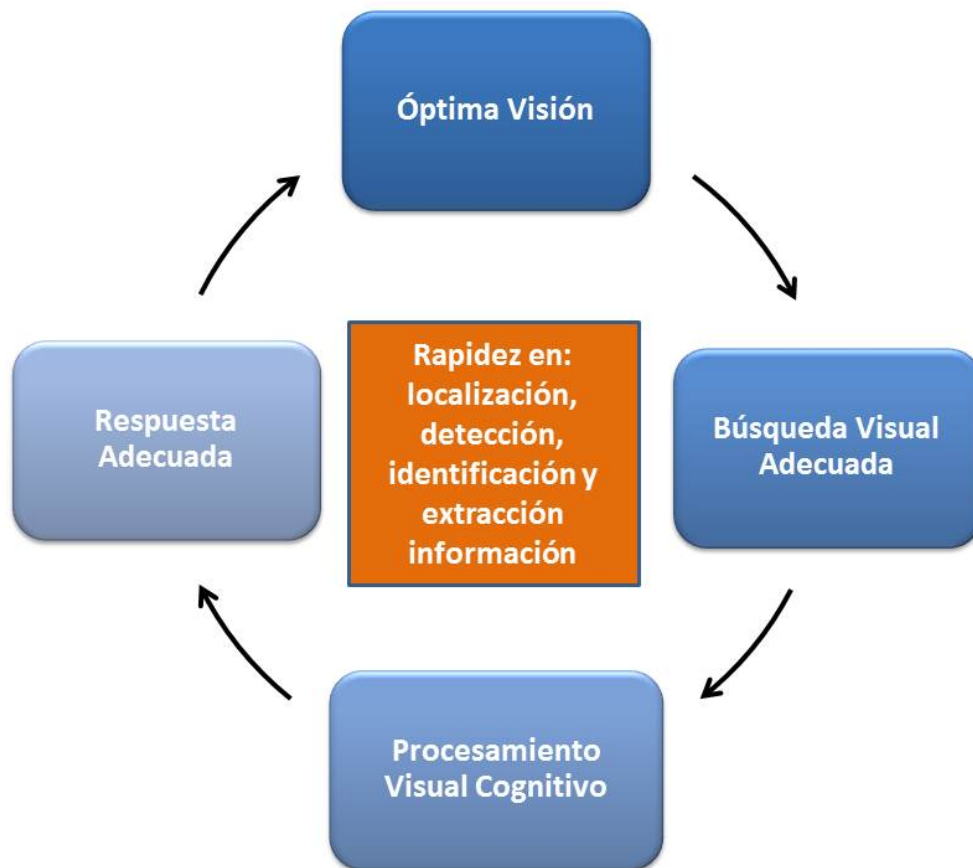 Óptima Visión
Rapidez en:
localización,
detección,
identificación y
extracción
información
Respuesta
Adecuada
Búsqueda Visual
Adecuada
Procesamiento
Visual Cognitivo